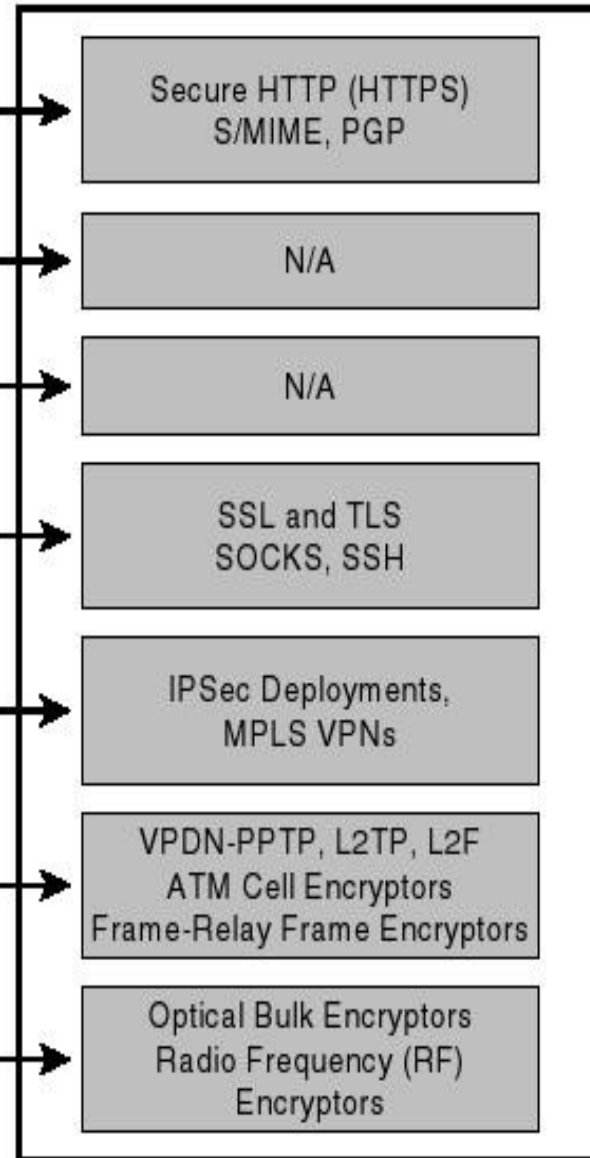 Secure HTTP (HTTPS)
S/MIME, PGP
N/A
N/A
SSL and TLS
SOCKS, SSH
IPSec Deployments,
MPLS VPNs
VPDN-PPTP, L2TP, L2F
ATM Cell Encryptors
Frame-Relay Frame Encryptors
Optical Bulk Encryptors
Radio Frequency (RF)
Encryptors